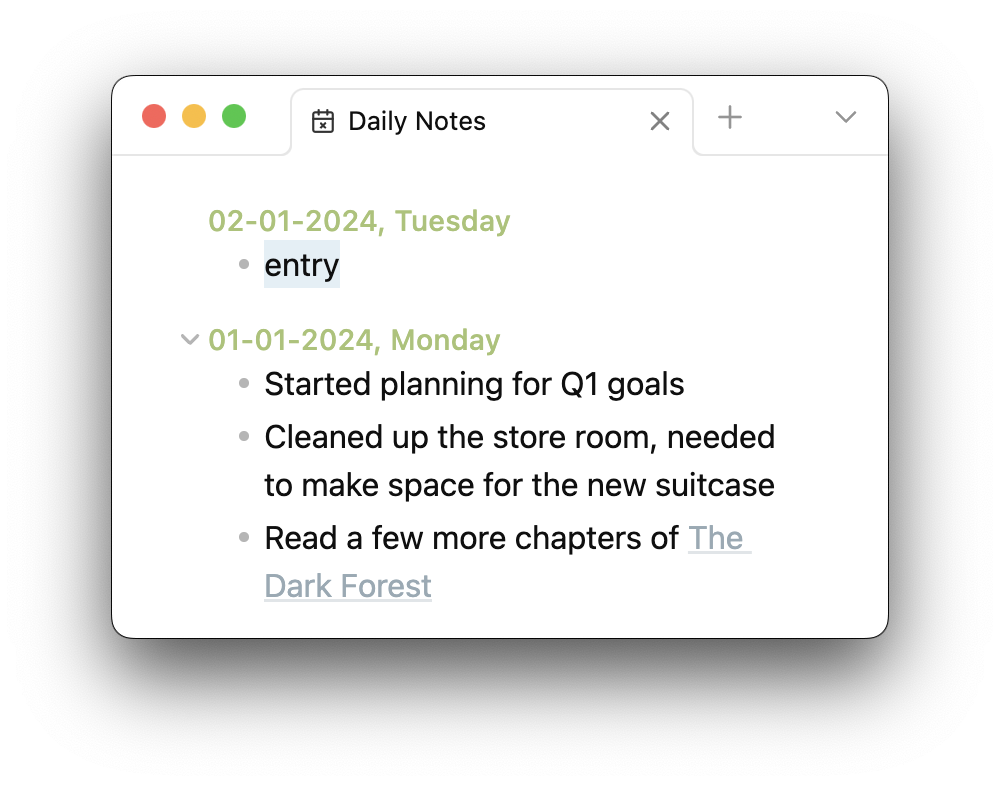 Daily Notes
02-01-2024, Tuesday
entry
01-01-2024, Monday
Started planning for Q1 goals
Cleaned up the store room, needed
to make space for the new suitcase
Read a few more chapters of The
Dark Forest